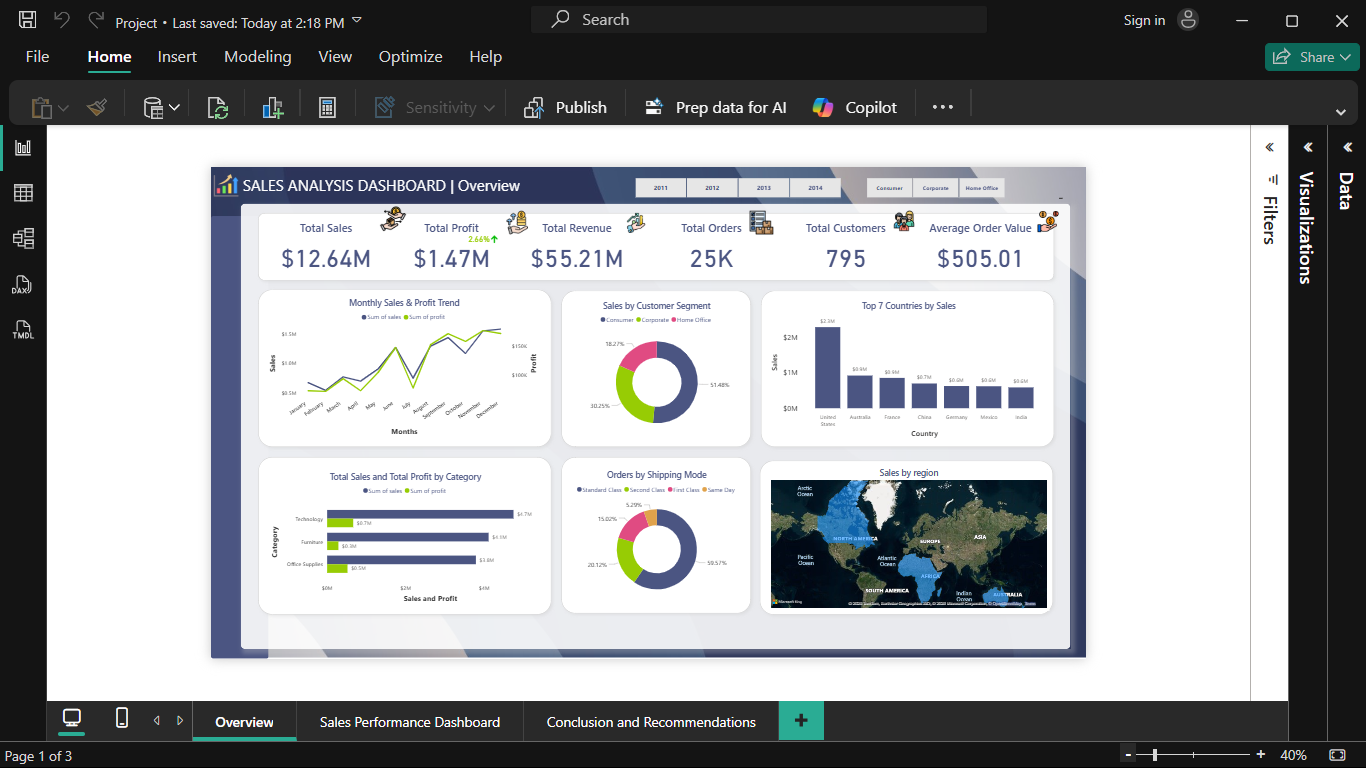 Project • Last saved: Today at 2:18 PM
Search
Sign in
File Home Insert Modeling View Optimize Help
Share
Sensitivity Publish Prep data for AI Copilot
DAX
TMDL
Filters
Visualizations
Data
SALES ANALYSIS DASHBOARD | Overview
2011 2012 2013 2014
Consumer Corporate Home Office
Total Sales
$12.64M
Total Profit
2.66%
$1.47M
Total Revenue
$55.21M
Total Orders
25K
Total Customers
795
Average Order Value
$505.01
Monthly Sales & Profit Trend
Sum of sales Sum of profit
Sales
$1.5M
$1.0M
$0.5M
$150K
$100K
Profit
January February March April May June July August September October November December
Months
Sales by Customer Segment
Consumer Corporate Home Office
18.27%
51.48%
30.25%
Top 7 Countries by Sales
Sales
$2M
$1M
$0M
$2.3M $0.9M $0.9M $0.7M $0.6M $0.6M $0.6M
United States Australia France China Germany Mexico India
Country
Total Sales and Total Profit by Category
Sum of sales Sum of profit
Category
Technology $4.7M
$0.7M
Furniture $4.1M
$0.3M
Office Supplies $3.8M
$0.5M
$0M $2M $4M
Sales and Profit
Orders by Shipping Mode
Standard Class Second Class First Class Same Day
5.29%
15.02%
20.12%
59.57%
Sales by region
Arctic Ocean
NORTH AMERICA
EUROPE
ASIA
Pacific Ocean
Atlantic Ocean
AFRICA
SOUTH AMERICA
Indian Ocean
AUSTRALIA
Microsoft Bing
Overview Sales Performance Dashboard Conclusion and Recommendations +
Page 1 of 3
- + 40%